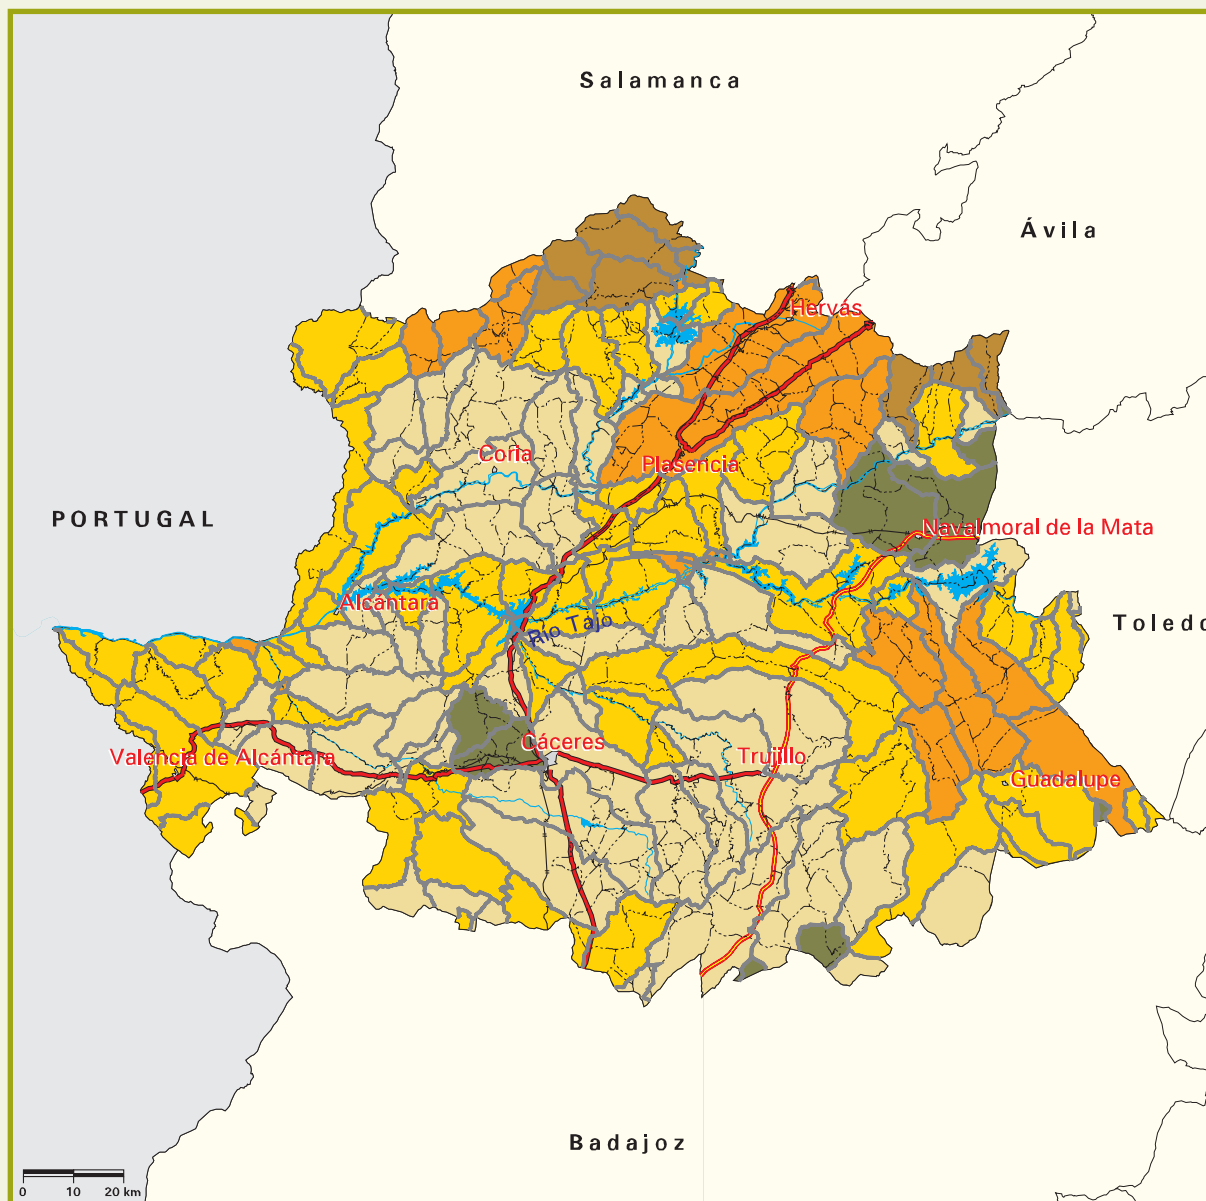 Salamanca
Ávila
Hervás
Coria
Plasencia
PORTUGAL
Navalmoral de la Mata
Alcántara
Río Tajo
Toledo
Cáceres
Valencia de Alcántara
Trujillo
Guadalupe
Badajoz
0 10 20 km